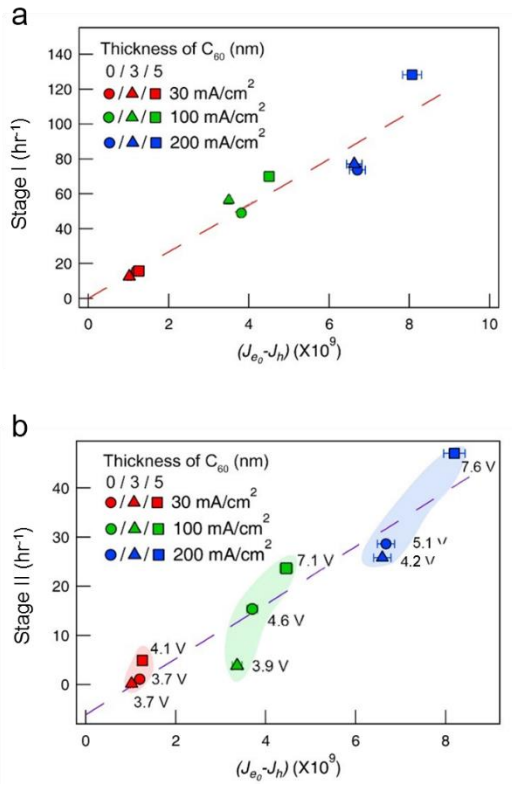 a
Thickness of C₆₀ (nm)
0 / 3 / 5
30 mA/cm²
100 mA/cm²
200 mA/cm²
140
120
100
80
60
40
20
0
Stage I (hr⁻¹)
0 2 4 6 8 10
(Jₑ₀-Jₕ) (X10⁹)
b
Thickness of C₆₀ (nm)
0 / 3 / 5
30 mA/cm²
100 mA/cm²
200 mA/cm²
40
30
20
10
0
Stage II (hr⁻¹)
7.6 V
5.1 V
4.2 V
7.1 V
4.6 V
3.9 V
4.1 V
3.7 V
3.7 V
0 2 4 6 8
(Jₑ₀-Jₕ) (X10⁹)